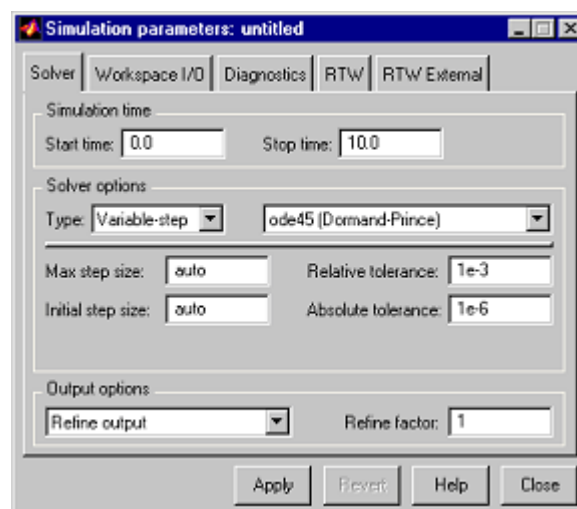 Simulation parameters: untitled
Solver Workspace I/O Diagnostics RTW RTW External
Simulation time
Start time: 0.0 Stop time: 10.0
Solver options
Type: Variable-step ode45 (Dormand-Prince)
Max step size: auto Relative tolerance: 1e-3
Initial step size: auto Absolute tolerance: 1e-6
Output options
Refine output Refine factor: 1
Apply Revert Help Close